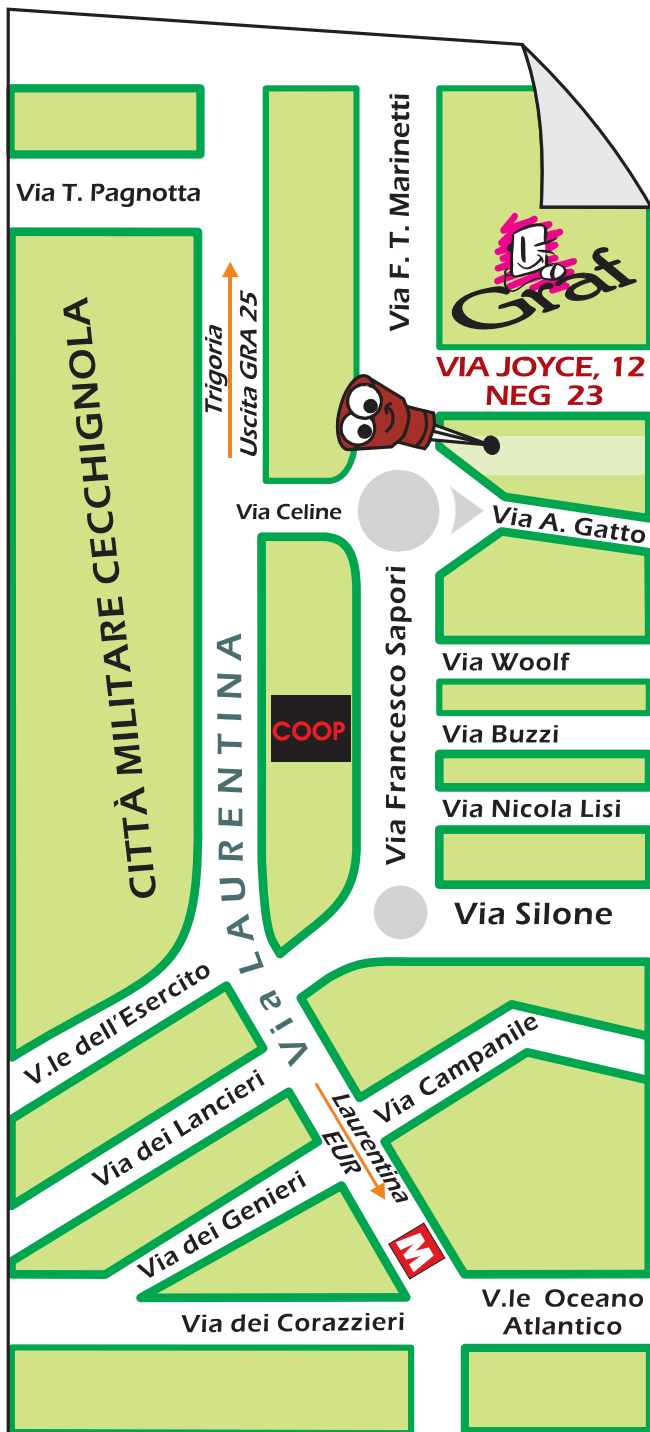 Via T. Pagnotta
Via F. T. Marinetti
Graf
VIA JOYCE, 12
NEG 23
Trigoria
Uscita GRA 25
CITTÀ MILITARE CECCHIGNOLA
Via Celine
Via A. Gatto
Via Francesco Sapori
Via Woolf
COOP
Via Buzzi
Via Nicola Lisi
Via Silone
Via LAURENTINA
V.le dell'Esercito
Via Campanile
Via dei Lancieri
Laurentina
EUR
Via dei Genieri
M
V.le Oceano
Atlantico
Via dei Corazzieri